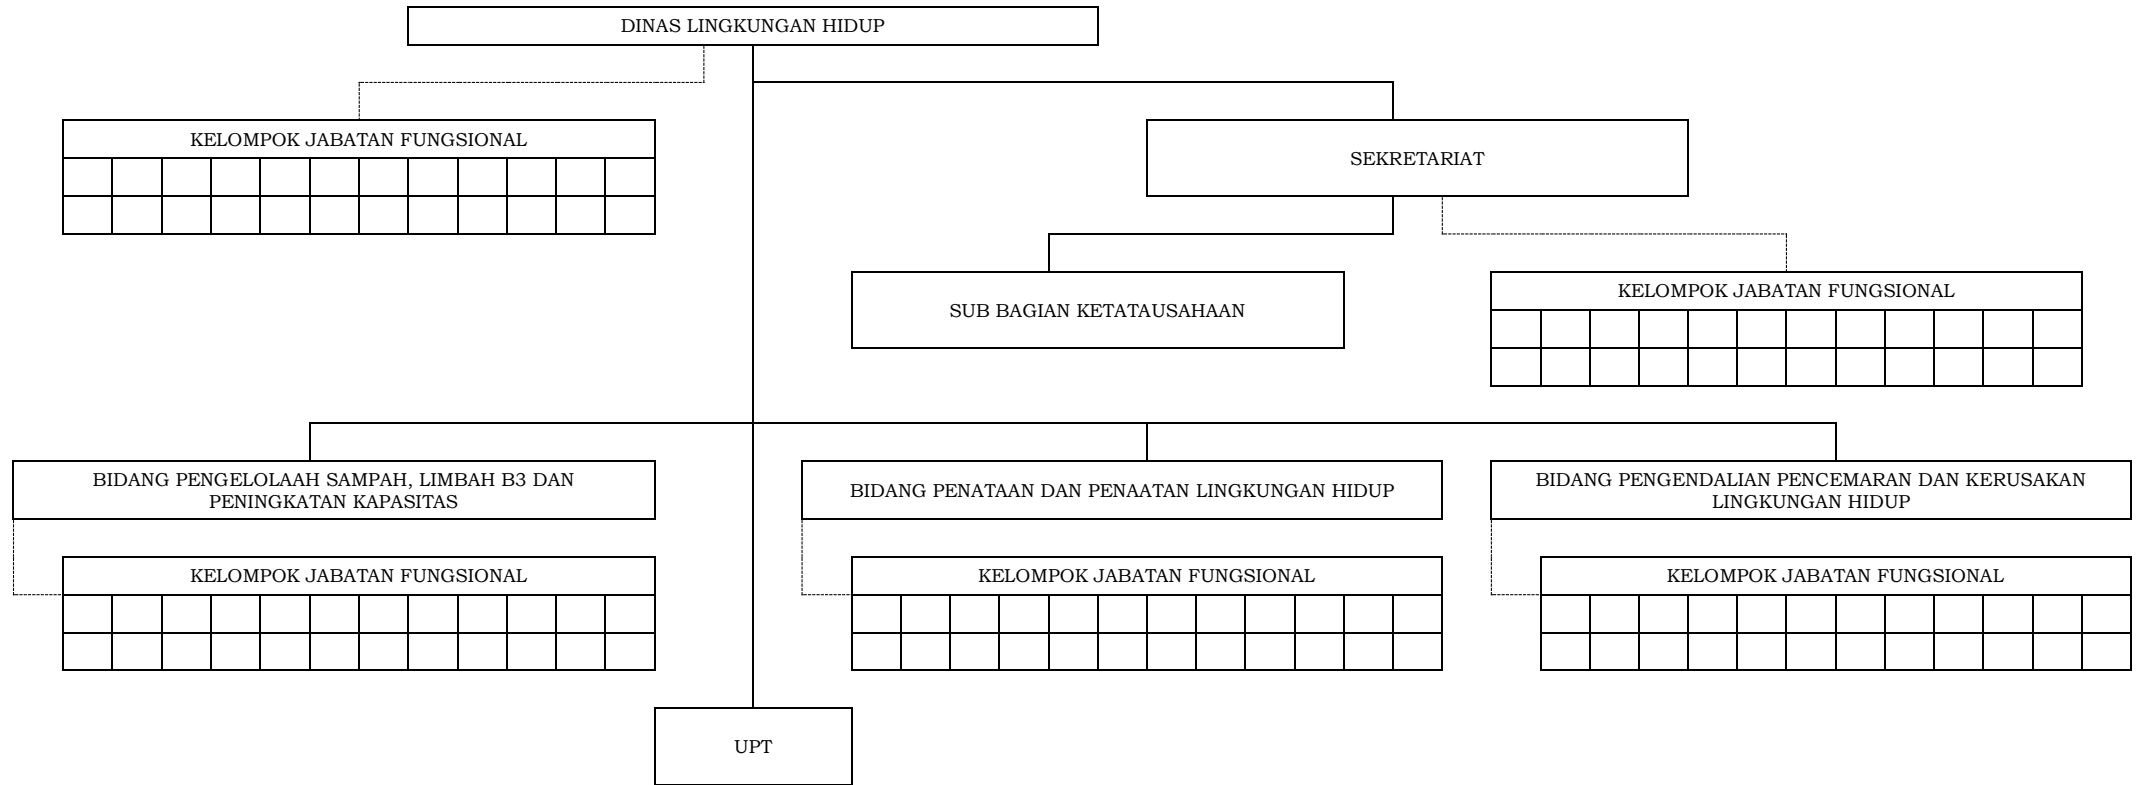 DINAS LINGKUNGAN HIDUP
KELOMPOK JABATAN FUNGSIONAL
SEKRETARIAT
SUB BAGIAN KETATAUSAHAAN
KELOMPOK JABATAN FUNGSIONAL
BIDANG PENGELOLAAH SAMPAH, LIMBAH B3 DAN
PENINGKATAN KAPASITAS
BIDANG PENATAAN DAN PENAATAN LINGKUNGAN HIDUP
BIDANG PENGENDALIAN PENCEMARAN DAN KERUSAKAN
LINGKUNGAN HIDUP
KELOMPOK JABATAN FUNGSIONAL
KELOMPOK JABATAN FUNGSIONAL
KELOMPOK JABATAN FUNGSIONAL
UPT